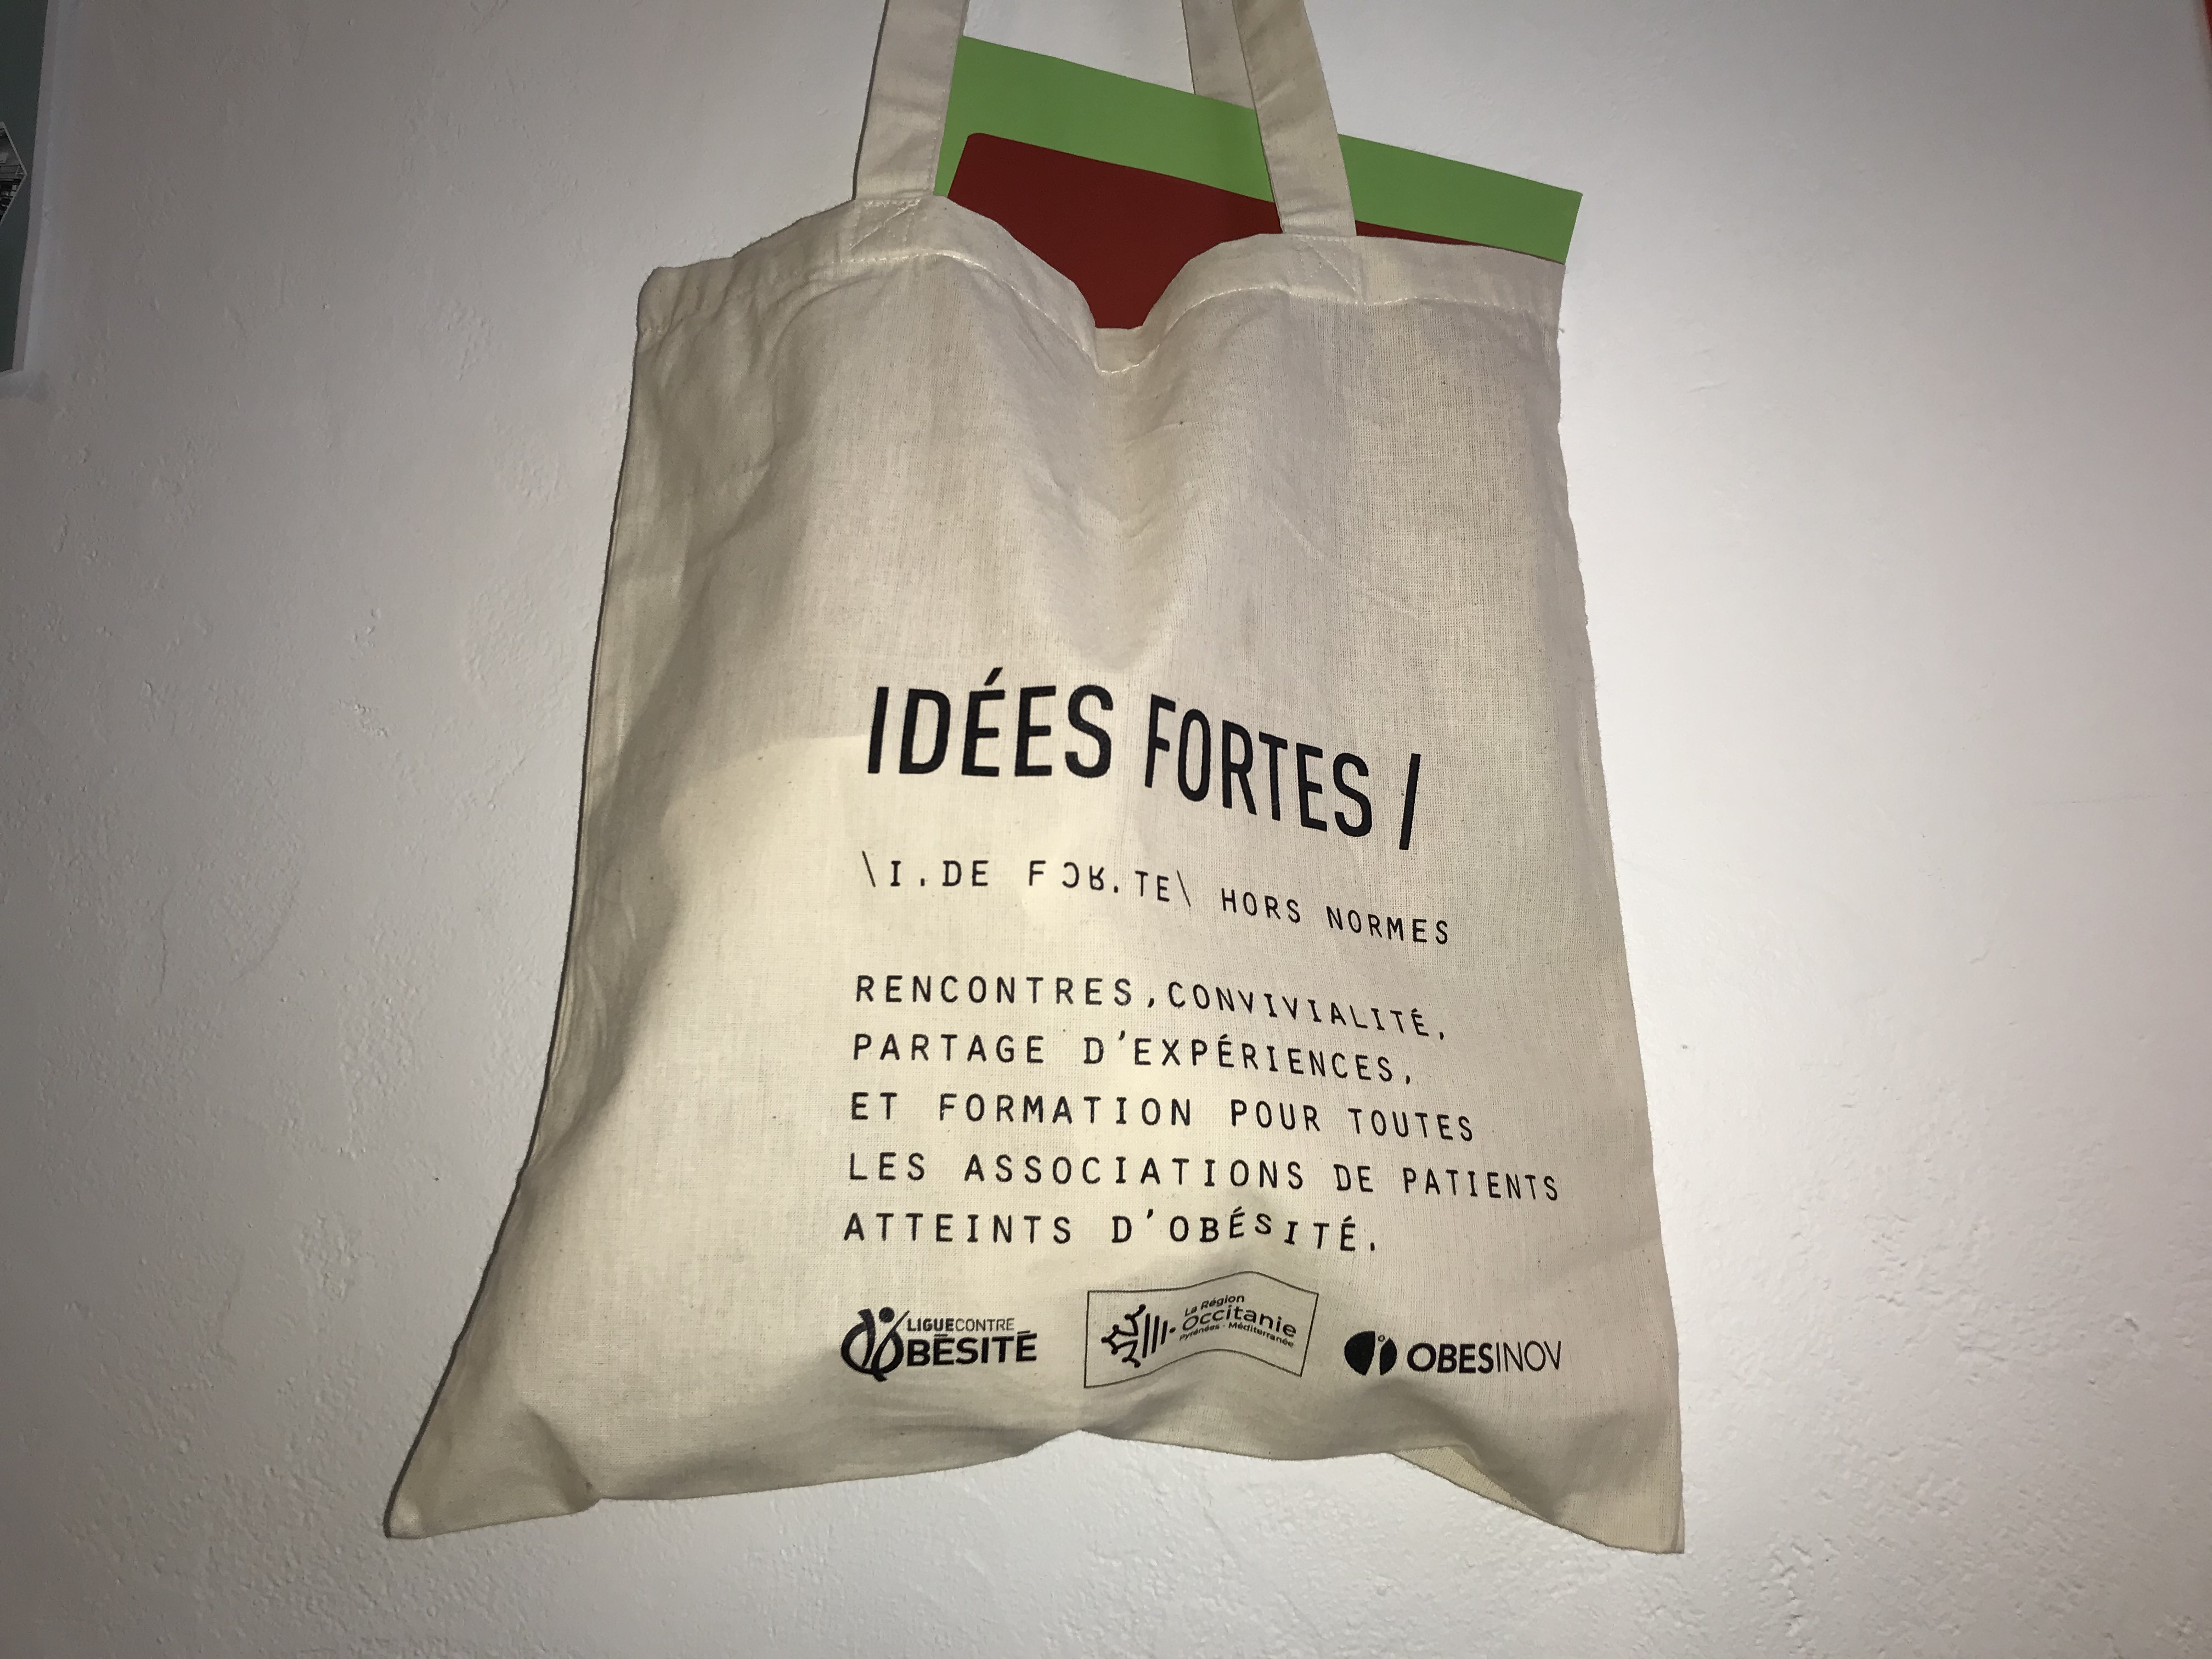 IDÉES FORTES /
\I.DE FƆʁ.TE\ HORS NORMES
RENCONTRES,CONVIVIALITÉ,
PARTAGE D'EXPÉRIENCES,
ET FORMATION POUR TOUTES
LES ASSOCIATIONS DE PATIENTS
ATTEINTS D'OBÉSITÉ.
LIGUECONTRE
OBÉSITÉ
La Région
Occitanie
Pyrénées - Méditerranée
OBESINOV